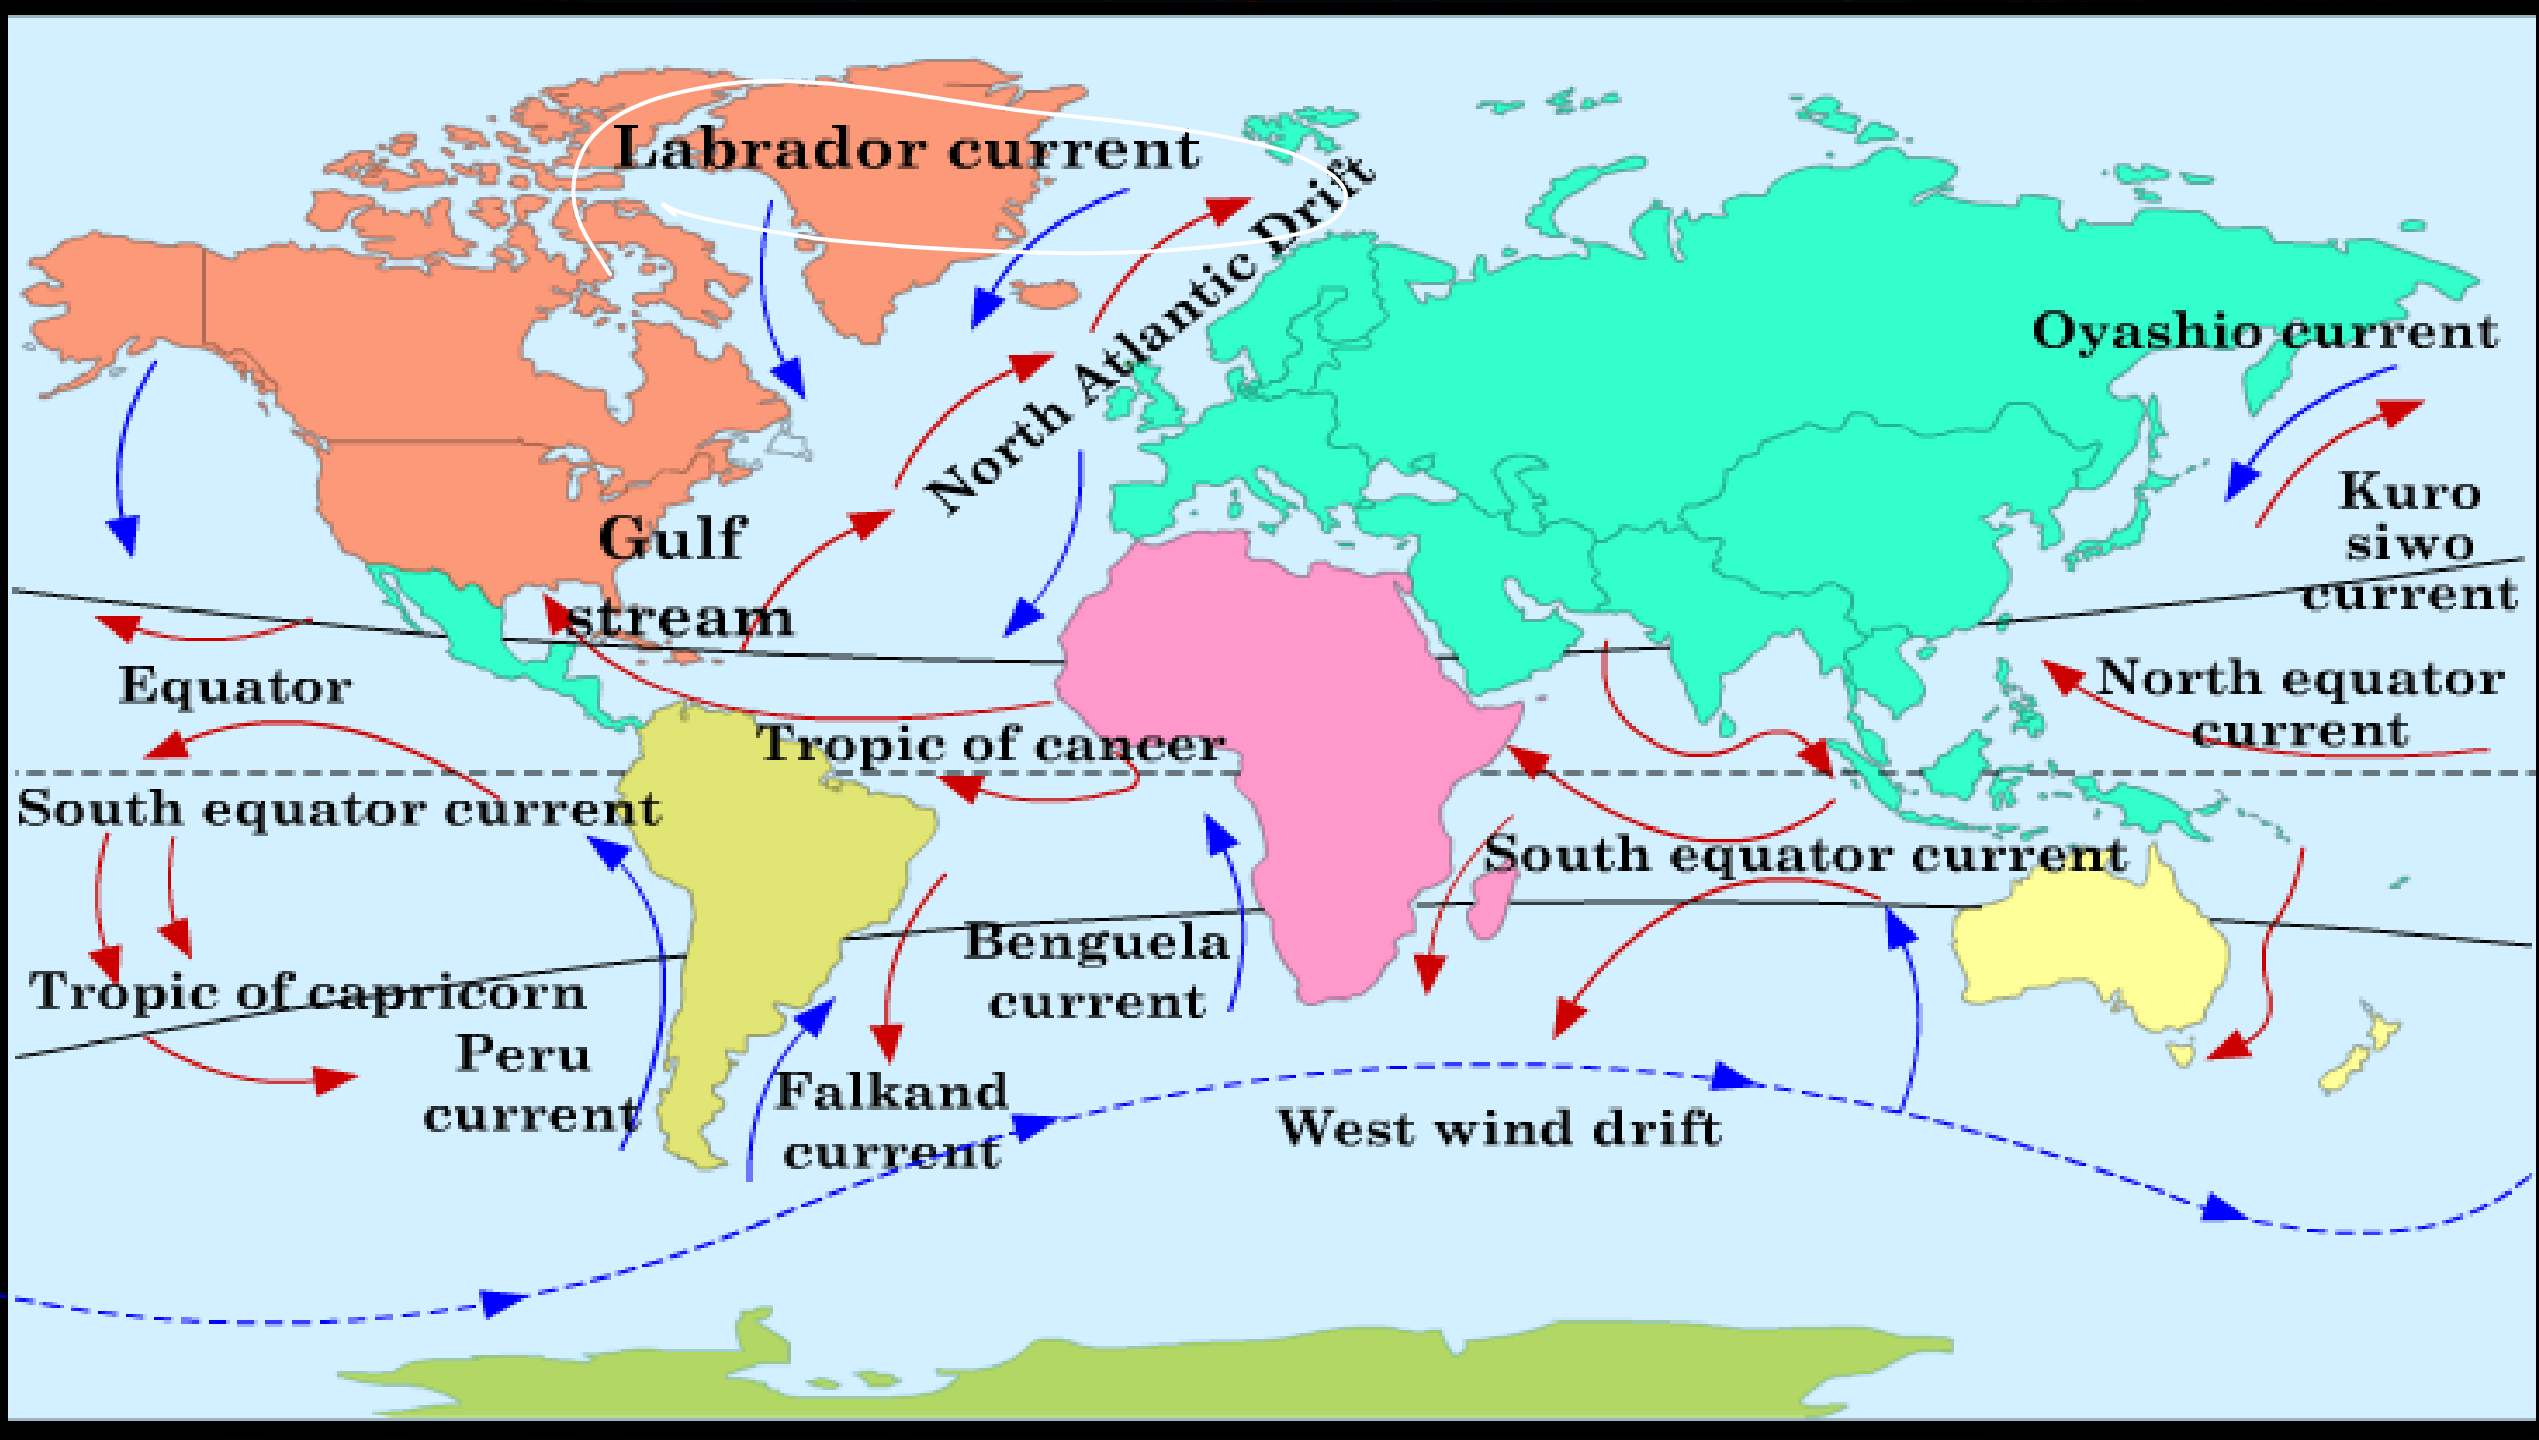 Labrador current
North Atlantic Drift
Oyashio current
Kuro
siwo
current
Gulf
stream
Equator
North equator
current
Tropic of cancer
South equator current
South equator current
Benguela
current
Tropic of capricorn
Peru
current
Falkand
current
West wind drift